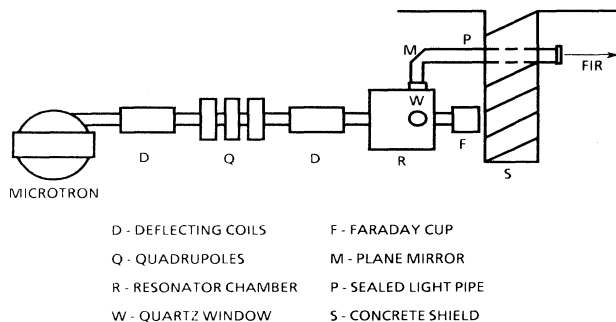 M
P
FIR
W
D
Q
D
R
F
S
MICROTRON
D - DEFLECTING COILS
F - FARADAY CUP
Q - QUADRUPOLES
M - PLANE MIRROR
R - RESONATOR CHAMBER
P - SEALED LIGHT PIPE
W - QUARTZ WINDOW
S - CONCRETE SHIELD